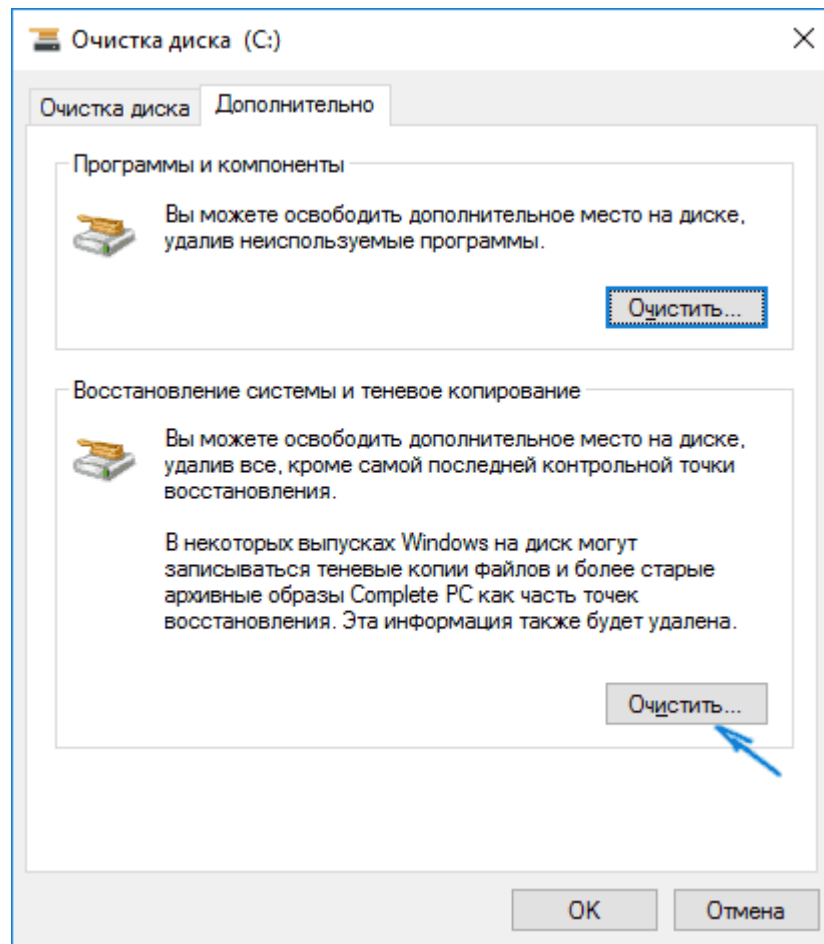 Очистка диска (C:)
Очистка диска
Дополнительно
Программы и компоненты
Вы можете освободить дополнительное место на диске,
удалив неиспользуемые программы.
Очистить...
Восстановление системы и теневое копирование
Вы можете освободить дополнительное место на диске,
удалив все, кроме самой последней контрольной точки
восстановления.
В некоторых выпусках Windows на диск могут
записываться теневые копии файлов и более старые
архивные образы Complete PC как часть точек
восстановления. Эта информация также будет удалена.
Очистить...
OK
Отмена